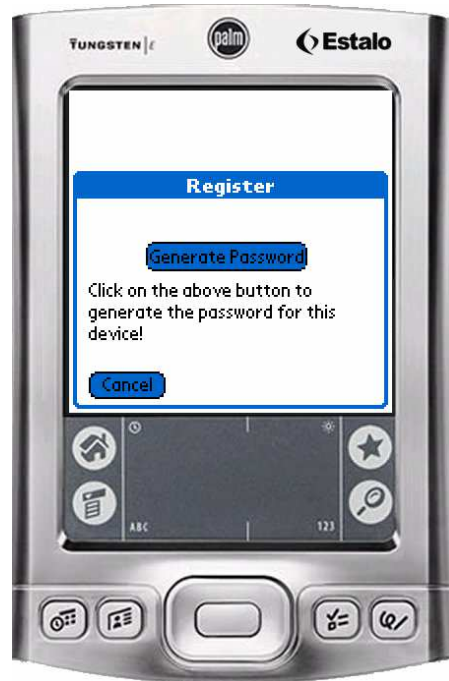 TUNGSTEN | E
palm
Estalo
Register
Generate Password
Click on the above button to
generate the password for this
device!
Cancel
ABC
123